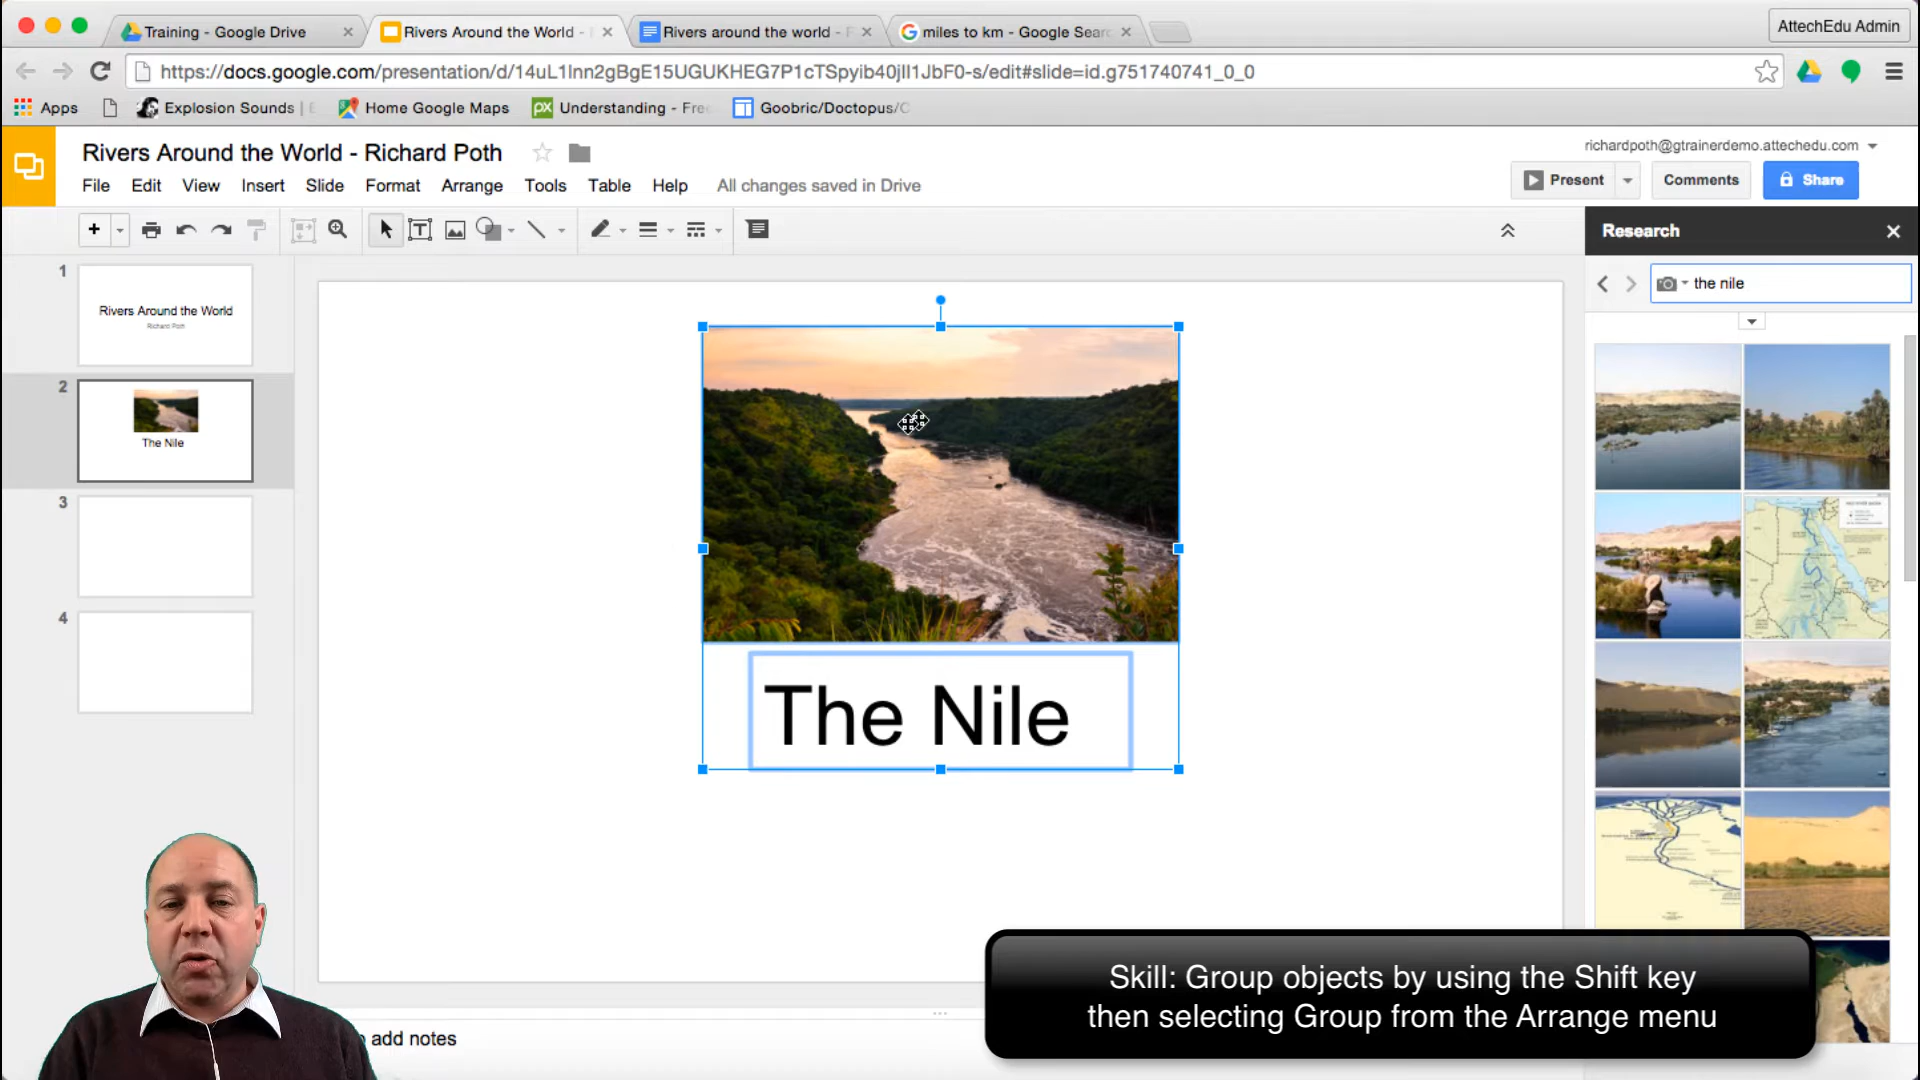 Training - Google Drive
Rivers Around the World -
Rivers around the world -
miles to km - Google Sear
AttechEdu Admin
https://docs.google.com/presentation/d/14uL1lnn2gBgE15UGUKHEG7P1cTSpyib40jlI1JbF0-s/edit#slide=id.g751740741_0_0
Apps
Explosion Sounds |
Home Google Maps
px
Understanding - Fre
Goobric/Doctopus/
Rivers Around the World - Richard Poth
richardpoth@gtrainerdemo.attechedu.com
File Edit View Insert Slide Format Arrange Tools Table Help All changes saved in Drive
Present
Comments
Share
Research
the nile
1
Rivers Around the World
Richard Poth
2
The Nile
3
4
The Nile
add notes
Skill: Group objects by using the Shift key
then selecting Group from the Arrange menu